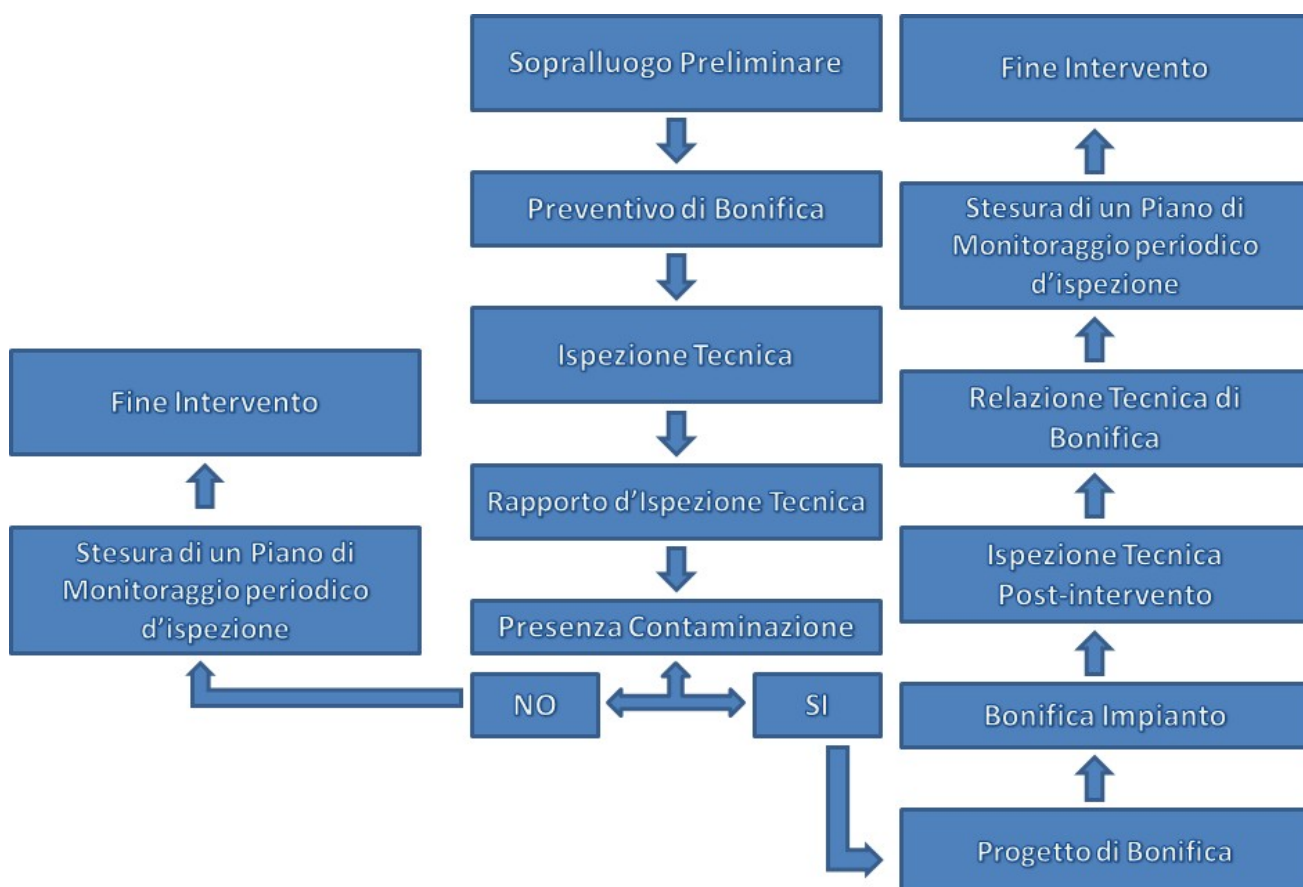 Sopralluogo Preliminare
Preventivo di Bonifica
Ispezione Tecnica
Rapporto d'Ispezione Tecnica
Presenza Contaminazione
NO
SI
Stesura di un Piano di
Monitoraggio periodico
d'ispezione
Fine Intervento
Progetto di Bonifica
Bonifica Impianto
Ispezione Tecnica
Post-intervento
Relazione Tecnica di
Bonifica
Stesura di un Piano di
Monitoraggio periodico
d'ispezione
Fine Intervento